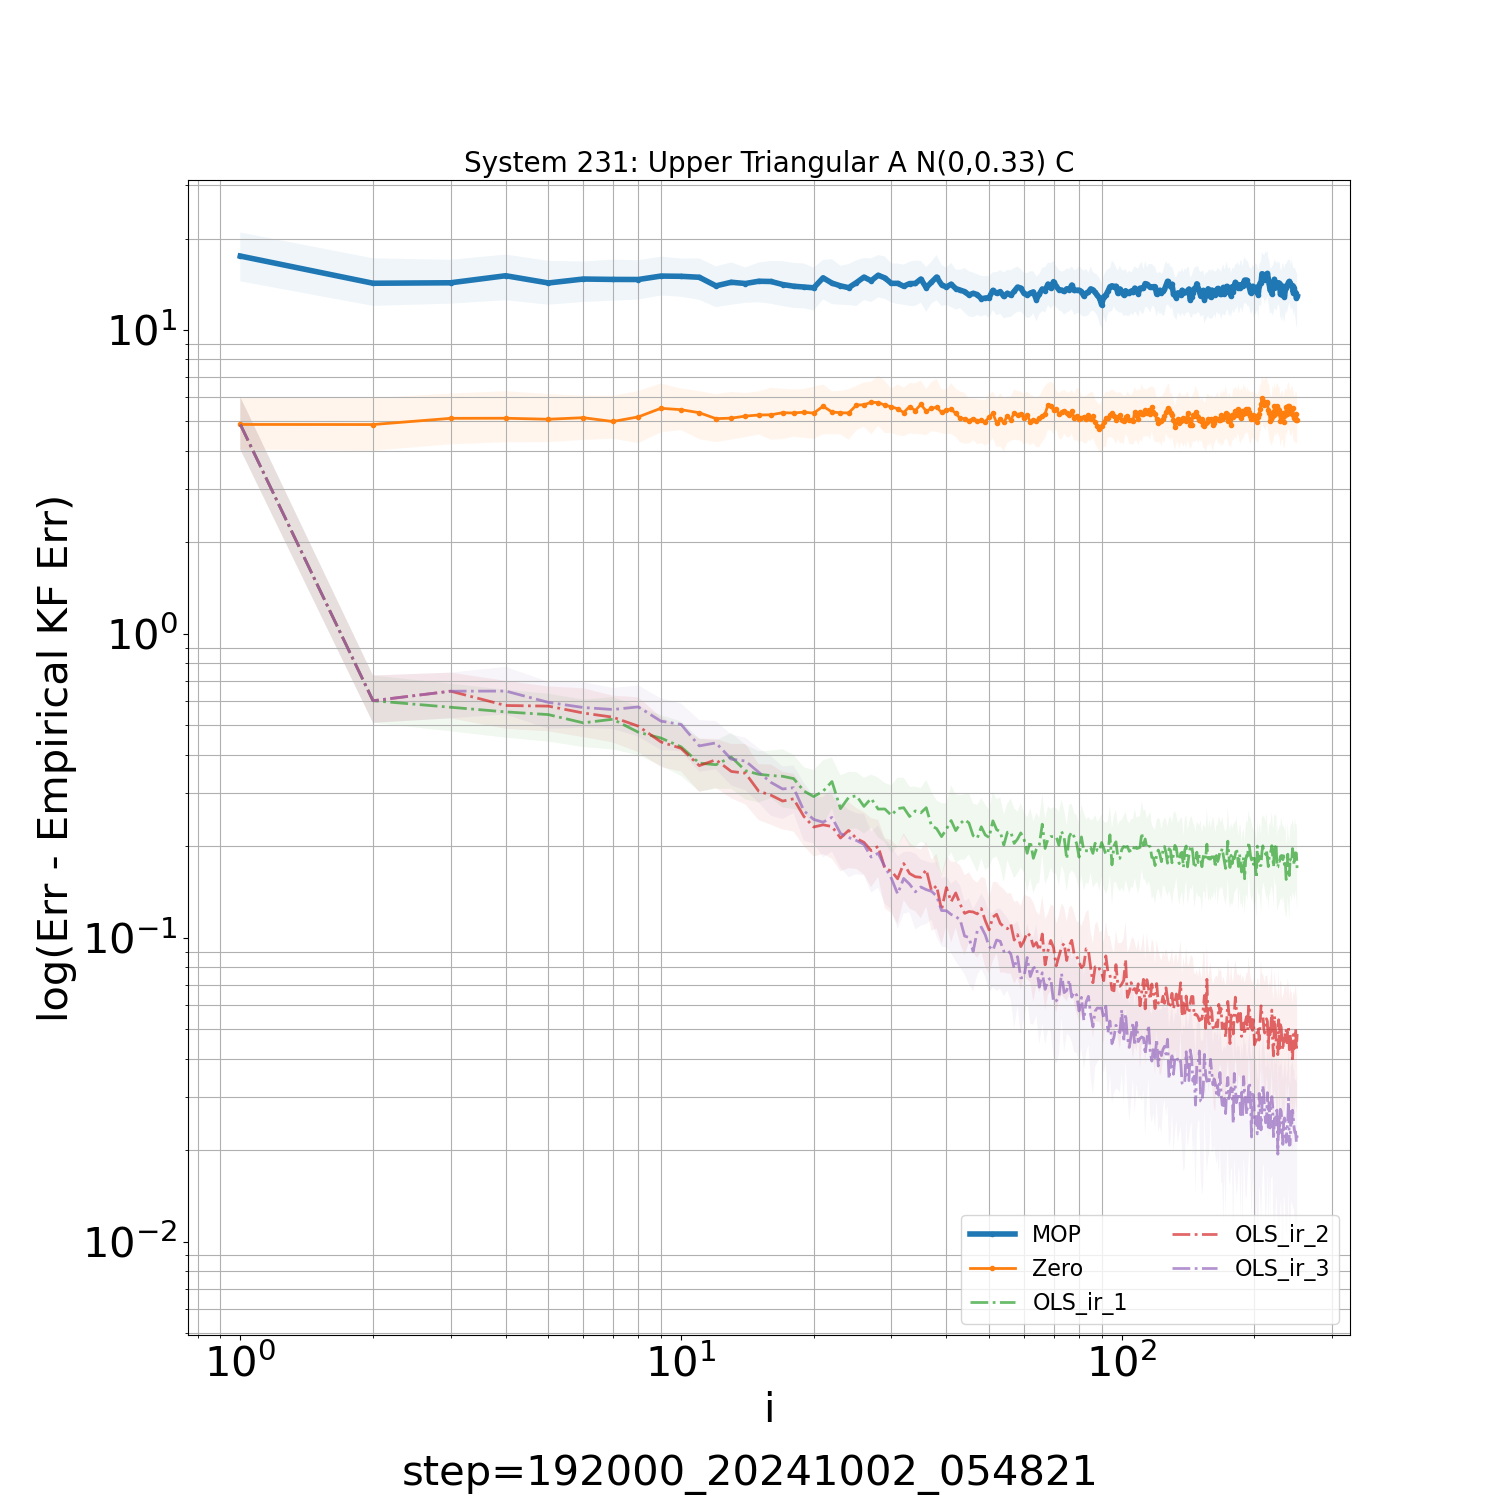 System 231: Upper Triangular A N(0,0.33) C
log(Err - Empirical KF Err)
10^1
10^0
10^-1
10^-2
MOP
Zero
OLS_ir_1
OLS_ir_2
OLS_ir_3
10^0 10^1 10^2
i
step=192000_20241002_054821